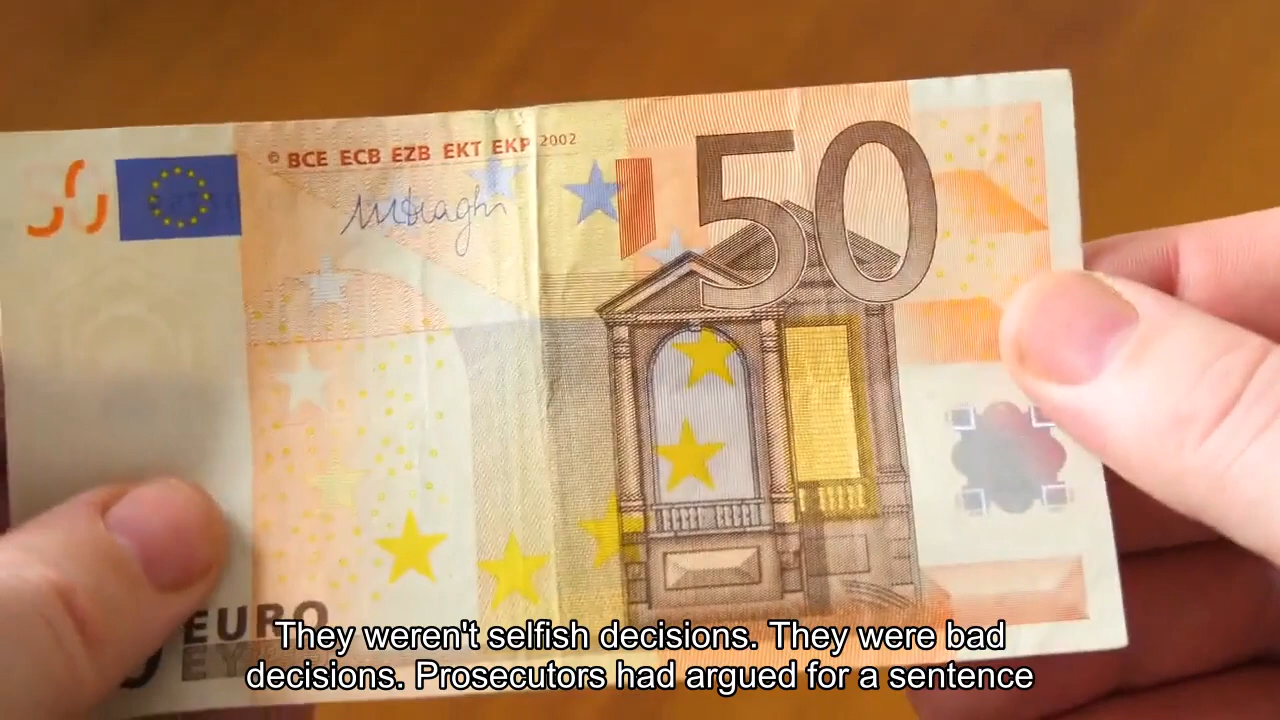 © BCE ECB EZB EKT EKP 2002
50
50
EURO
ΕΥΡΩ
They weren't selfish decisions. They were bad
decisions. Prosecutors had argued for a sentence